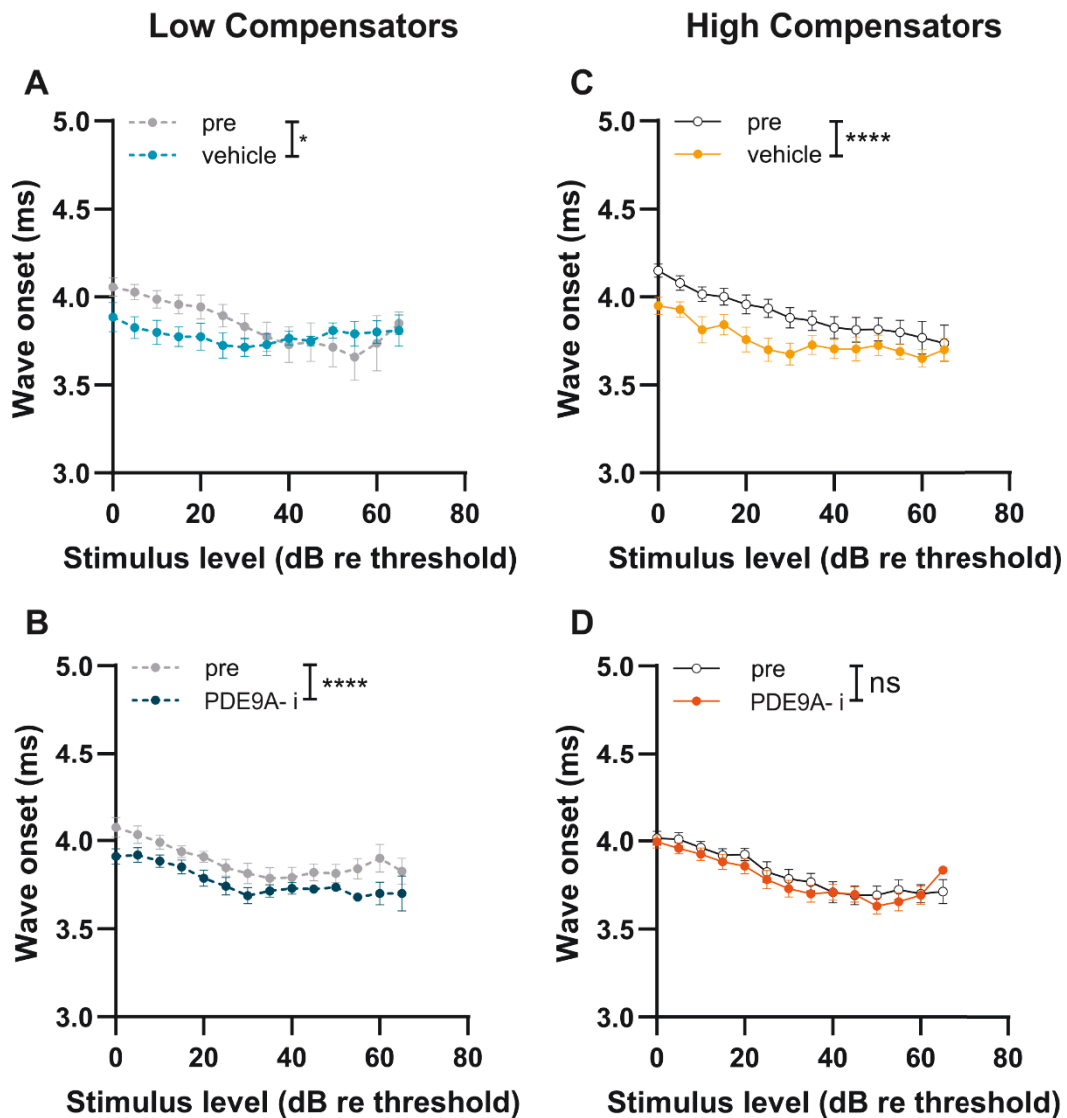 Low Compensators
High Compensators
A
pre
vehicle
*
5.0
4.5
4.0
3.5
3.0
Wave onset (ms)
0 20 40 60 80
Stimulus level (dB re threshold)
C
pre
vehicle
****
5.0
4.5
4.0
3.5
3.0
Wave onset (ms)
0 20 40 60 80
Stimulus level (dB re threshold)
B
pre
PDE9A- i
****
5.0
4.5
4.0
3.5
3.0
Wave onset (ms)
0 20 40 60 80
Stimulus level (dB re threshold)
D
pre
PDE9A- i
ns
5.0
4.5
4.0
3.5
3.0
Wave onset (ms)
0 20 40 60 80
Stimulus level (dB re threshold)